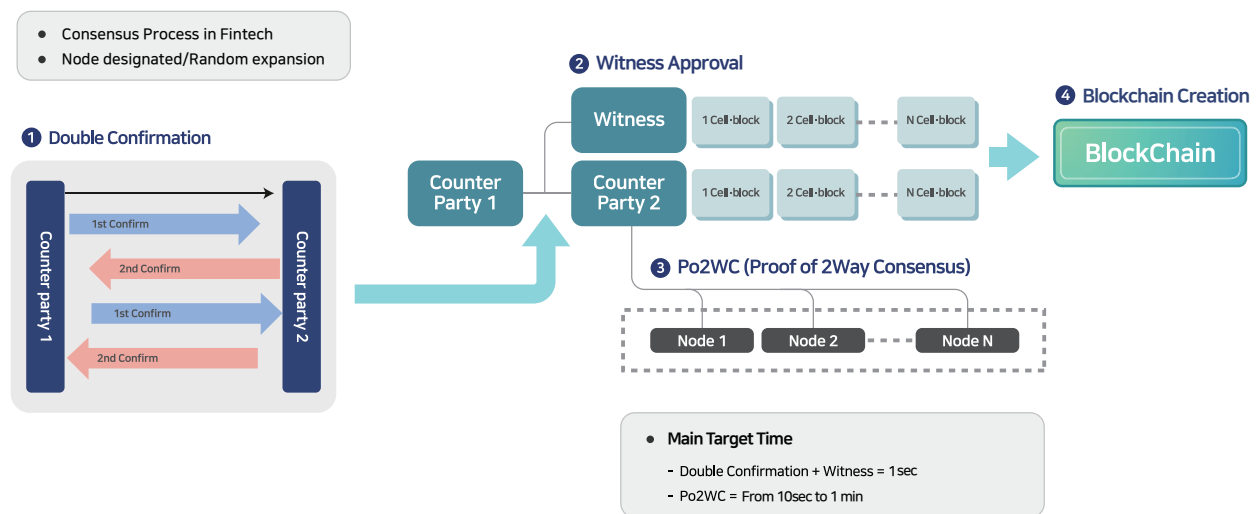 ● Consensus Process in Fintech
● Node designated/Random expansion
1 Double Confirmation
Counter party 1
1st Confirm
2nd Confirm
1st Confirm
2nd Confirm
Counter party 2
2 Witness Approval
Witness
1 Cell·block
2 Cell·block
N Cell·block
Counter
Party 1
Counter
Party 2
1 Cell·block
2 Cell·block
N Cell·block
3 Po2WC (Proof of 2Way Consensus)
Node 1
Node 2
Node N
4 Blockchain Creation
BlockChain
● Main Target Time
- Double Confirmation + Witness = 1sec
- Po2WC = From 10sec to 1 min